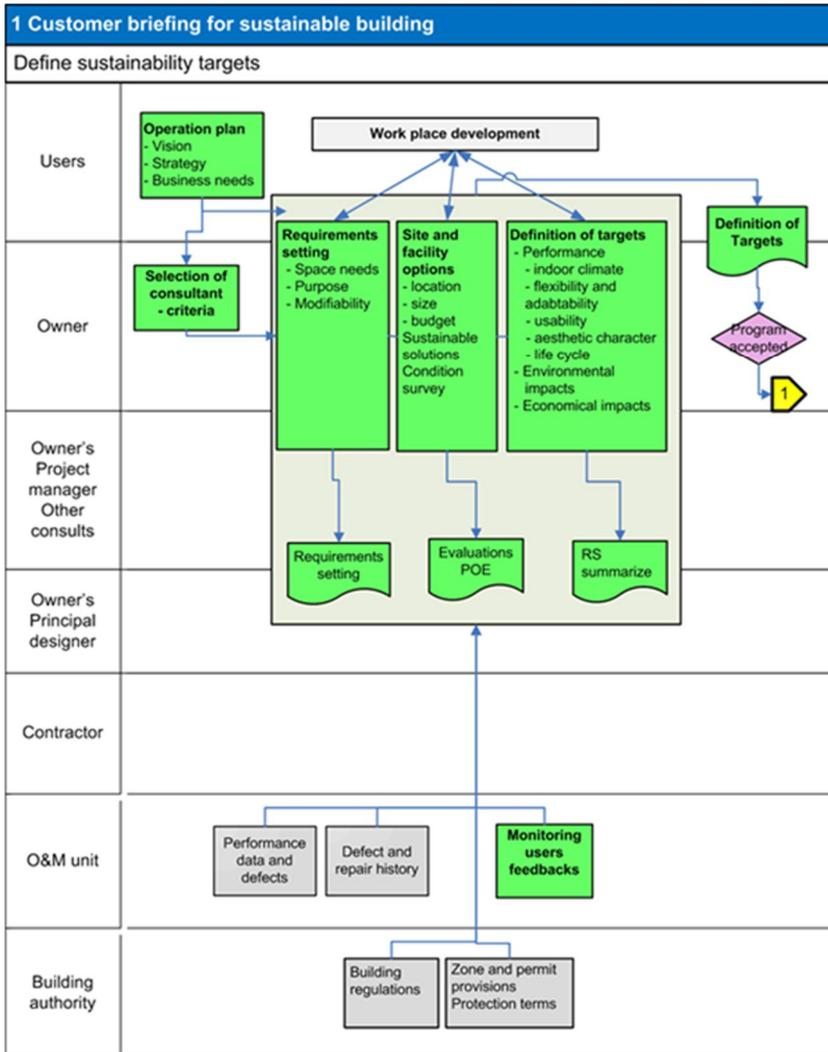 1 Customer briefing for sustainable building
Define sustainability targets
Users
Operation plan
- Vision
- Strategy
- Business needs
Work place development
Definition of
Targets
Owner
Selection of
consultant
- criteria
Requirements
setting
- Space needs
- Purpose
- Modifiability
Site and
facility
options
- location
- size
- budget
Sustainable
solutions
Condition
survey
Definition of targets
- Performance
- indoor climate
- flexibility and
adabtability
- usability
- aesthetic character
- life cycle
- Environmental
impacts
- Economical impacts
Program
accepted
1
Owner's
Project
manager
Other
consults
Requirements
setting
Evaluations
POE
RS
summarize
Owner's
Principal
designer
Contractor
O&M unit
Performance
data and
defects
Defect and
repair history
Monitoring
users
feedbacks
Building
authority
Building
regulations
Zone and permit
provisions
Protection terms